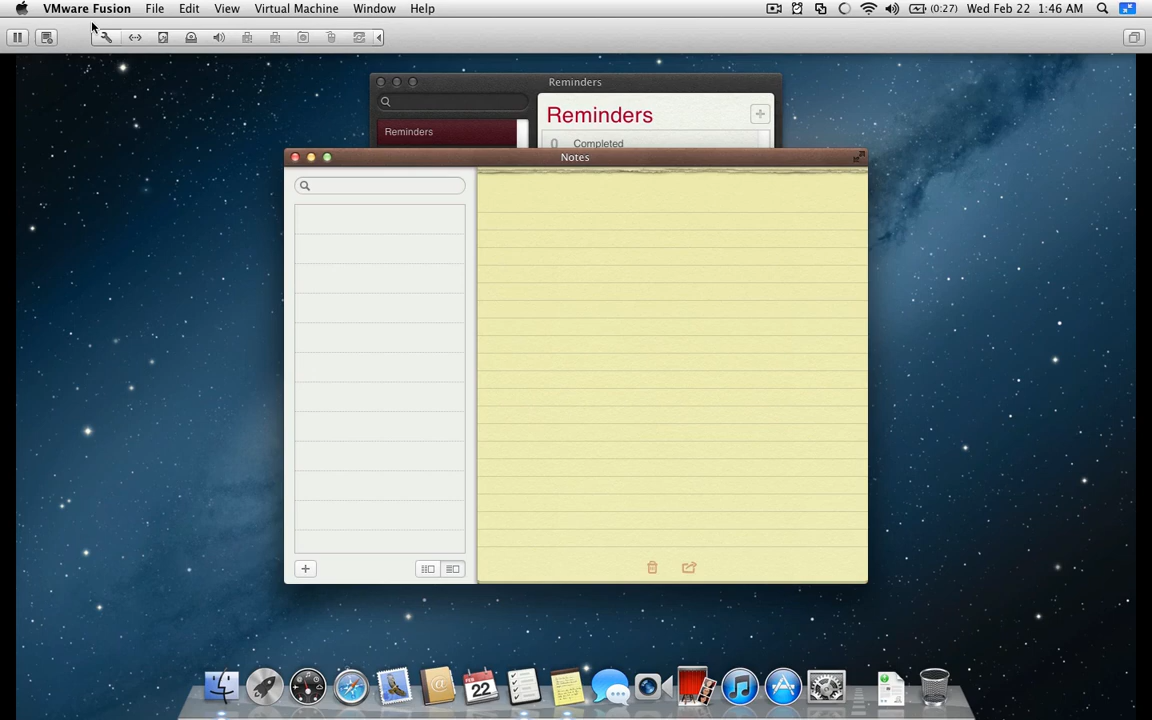 VMware Fusion File Edit View Virtual Machine Window Help (0:27) Wed Feb 22 1:46 AM
Reminders
Reminders
Reminders
Completed
Notes
22